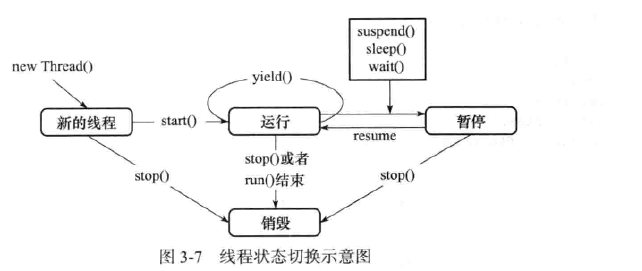 suspend()
sleep()
wait()
new Thread()
yield()
新的线程
start()
运行
暂停
resume
stop()或者
run()结束
stop()
stop()
销毁
图 3-7 线程状态切换示意图